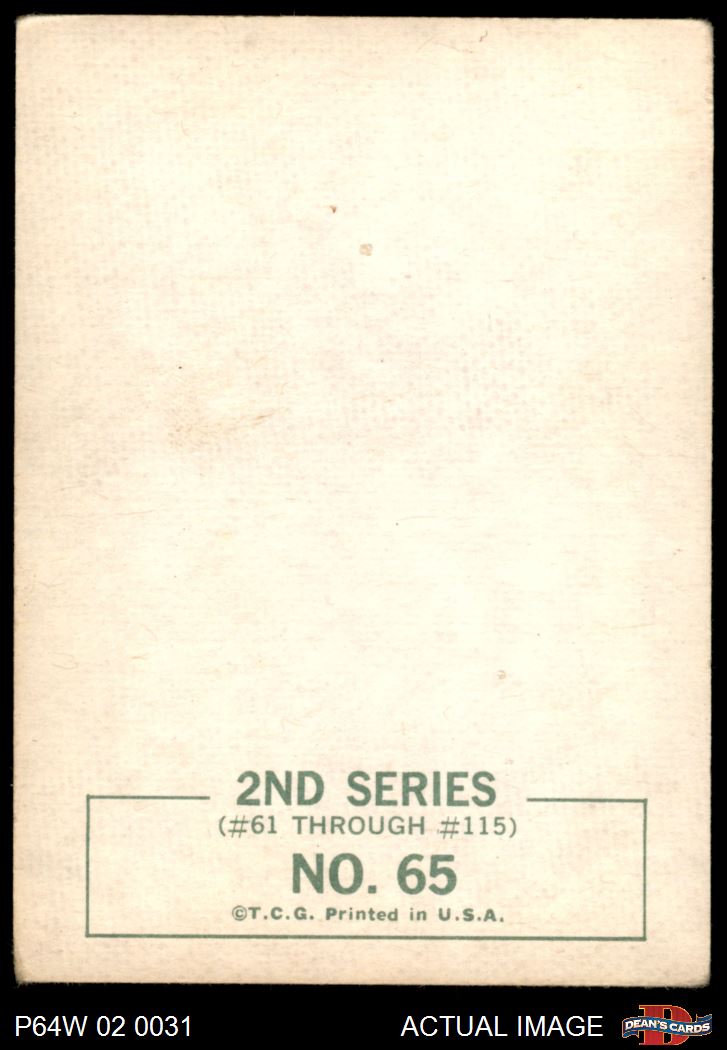 2ND SERIES
(#61 THROUGH #115)
NO. 65
©T.C.G. Printed in U.S.A.
P64W 02 0031
ACTUAL IMAGE
DEAN'S CARDS